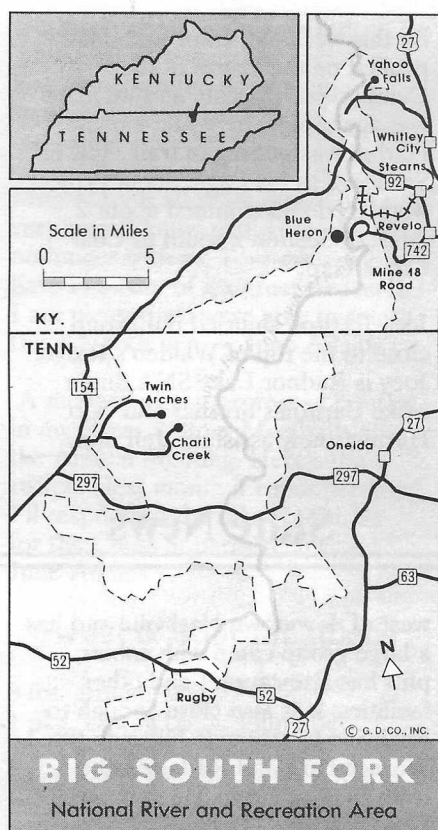 KENTUCKY
TENNESSEE
27
Yahoo
Falls
Whitley
City
Stearns
92
Blue
Heron
Revelo
742
Mine 18
Road
Scale in Miles
0 5
KY.
TENN.
154
Twin
Arches
Charit
Creek
27
Oneida
297
297
63
N
52
Rugby
52
27
© G. D. CO., INC.
BIG SOUTH FORK
National River and Recreation Area